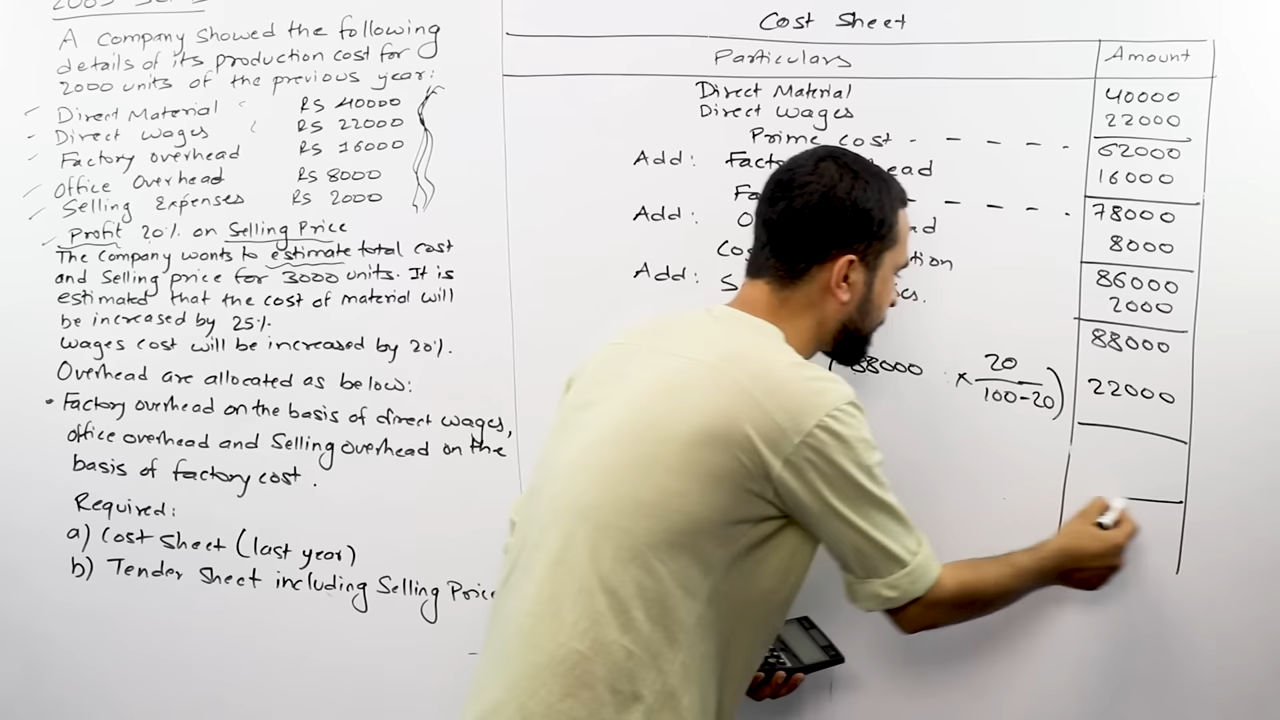 A company showed the following
details of its production cost for
2000 units of the previous year:
Direct Material RS 40000
Direct wages RS 22000
Factory overhead RS 16000
Office Overhead RS 8000
Selling Expenses RS 2000
Profit 20% on Selling Price
The company wants to estimate total cost
and Selling price for 3000 units. It is
estimated that the cost of material will
be increased by 25%.
wages cost will be increased by 20%.
Overhead are allocated as below:
• Factory overhead on the basis of direct wages,
office overhead and Selling overhead on the
basis of factory cost.
Required:
a) Cost Sheet (last year)
b) Tender Sheet including Selling Price
Cost Sheet
Particulars Amount
Direct Material 40000
Direct Wages 22000
Prime cost 62000
Add: 16000
78000
Add: 8000
86000
Add: 2000
88000
88000 × 20 / 100-20) 22000